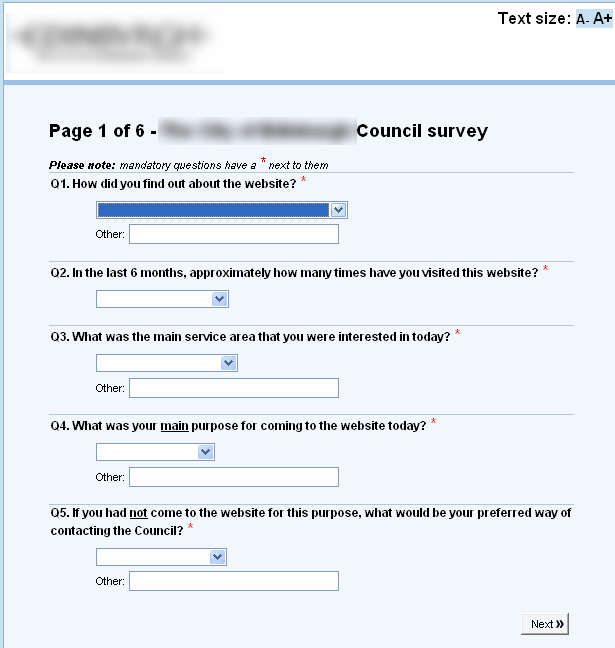 Text size: A- A+
Page 1 of 6 - Council survey
Please note: mandatory questions have a * next to them
Q1. How did you find out about the website? *
Other:
Q2. In the last 6 months, approximately how many times have you visited this website? *
Q3. What was the main service area that you were interested in today? *
Other:
Q4. What was your main purpose for coming to the website today? *
Other:
Q5. If you had not come to the website for this purpose, what would be your preferred way of
contacting the Council? *
Other:
Next »